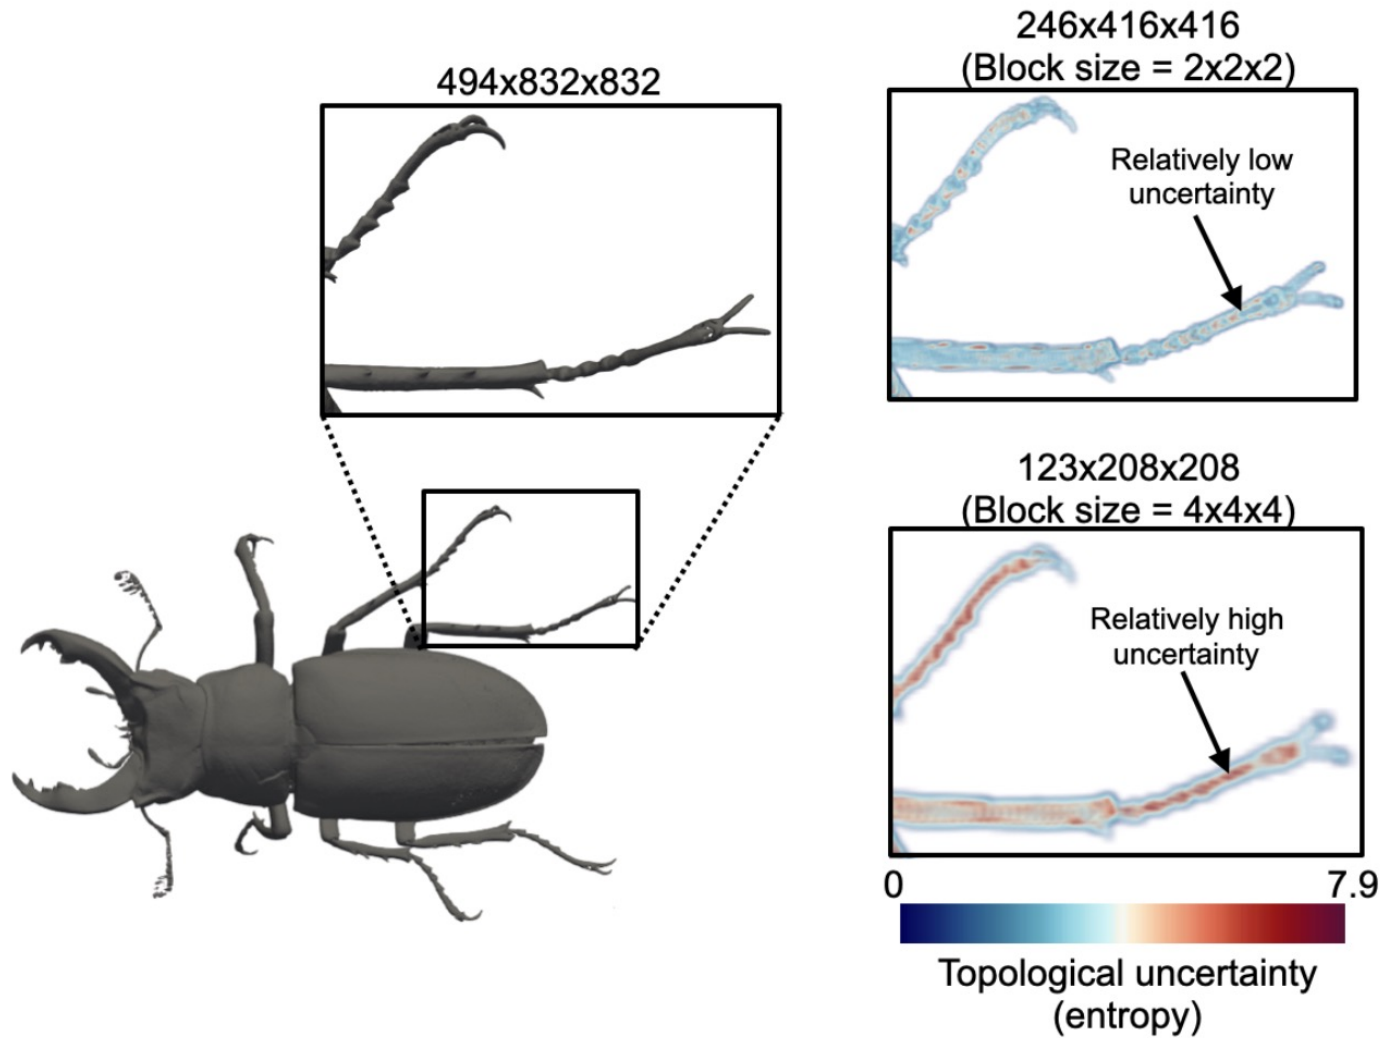 494x832x832
246x416x416
(Block size = 2x2x2)
Relatively low
uncertainty
123x208x208
(Block size = 4x4x4)
Relatively high
uncertainty
0 7.9
Topological uncertainty
(entropy)